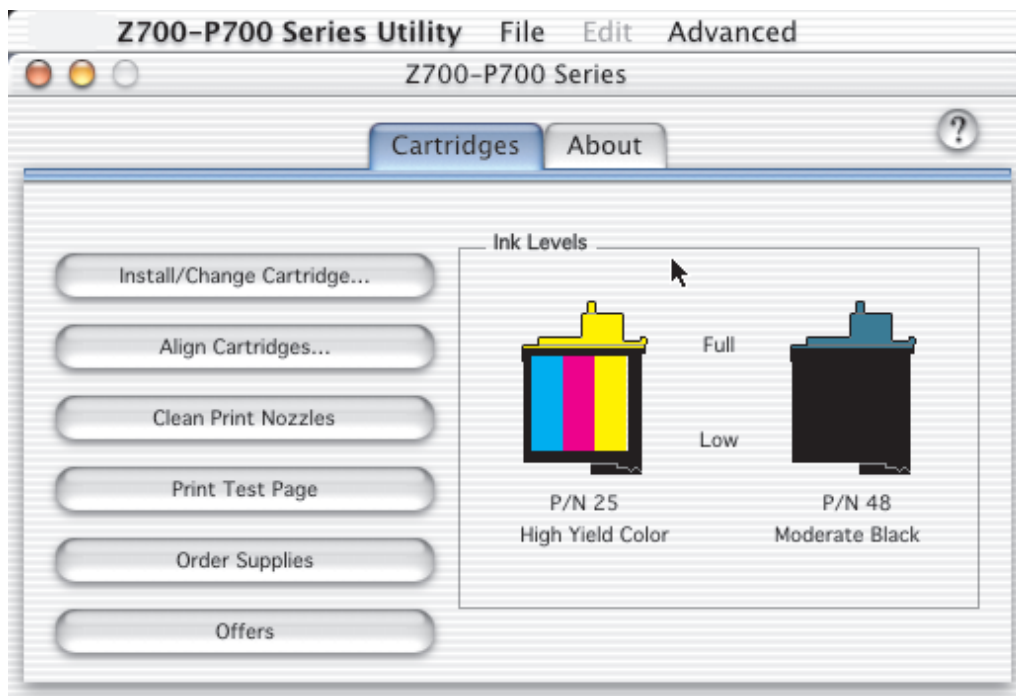 Z700-P700 Series Utility File Edit Advanced
Z700-P700 Series
Cartridges About ?
Install/Change Cartridge...
Align Cartridges...
Clean Print Nozzles
Print Test Page
Order Supplies
Offers
Ink Levels
Full
Low
P/N 25
High Yield Color
P/N 48
Moderate Black